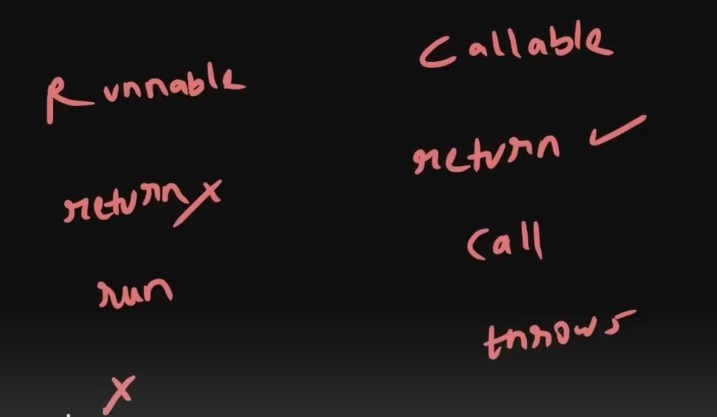 Runnable
return x
run
x
Callable
return ✓
Call
throws